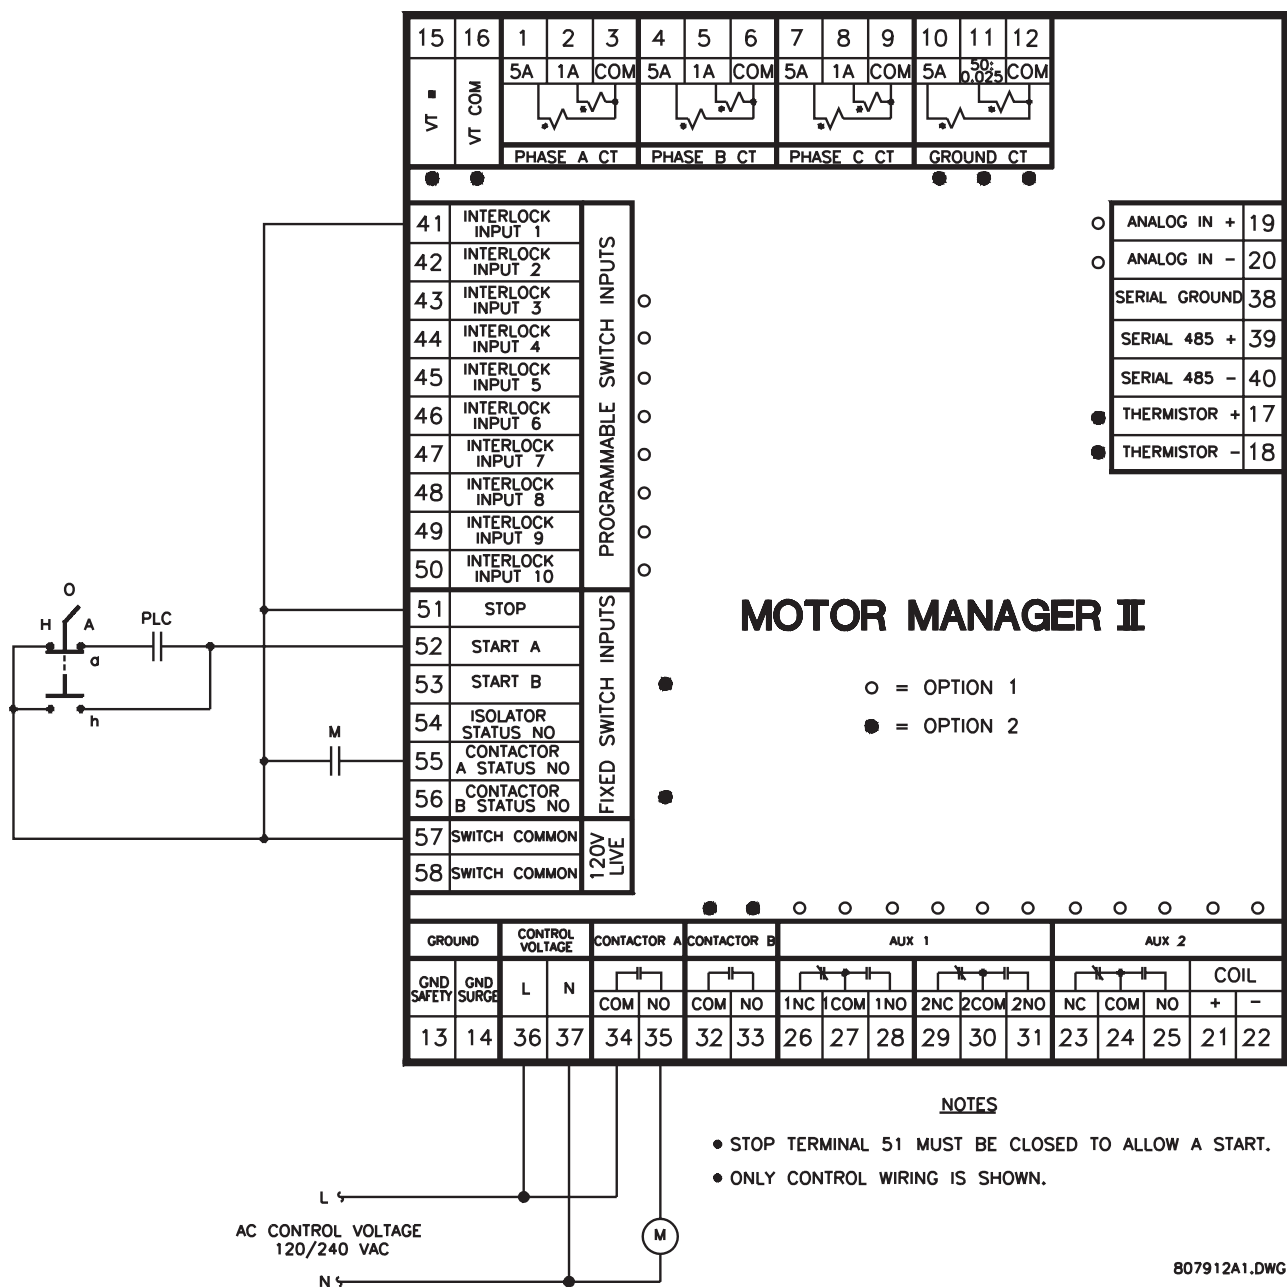 15 16 1 2 3 4 5 6 7 8 9 10 11 12
VT ■
VT COM
5A 1A COM 5A 1A COM 5A 1A COM 5A 50: 0.025 COM
PHASE A CT PHASE B CT PHASE C CT GROUND CT
41 INTERLOCK INPUT 1
42 INTERLOCK INPUT 2
43 INTERLOCK INPUT 3
44 INTERLOCK INPUT 4
45 INTERLOCK INPUT 5
46 INTERLOCK INPUT 6
47 INTERLOCK INPUT 7
48 INTERLOCK INPUT 8
49 INTERLOCK INPUT 9
50 INTERLOCK INPUT 10
PROGRAMMABLE SWITCH INPUTS
51 STOP
52 START A
53 START B
54 ISOLATOR STATUS NO
55 CONTACTOR A STATUS NO
56 CONTACTOR B STATUS NO
FIXED SWITCH INPUTS
57 SWITCH COMMON
58 SWITCH COMMON
120V LIVE
ANALOG IN + 19
ANALOG IN - 20
SERIAL GROUND 38
SERIAL 485 + 39
SERIAL 485 - 40
THERMISTOR + 17
THERMISTOR - 18
O
H A
PLC
a
h
M
MOTOR MANAGER II
○ = OPTION 1
● = OPTION 2
GROUND CONTROL VOLTAGE CONTACTOR A CONTACTOR B AUX 1 AUX 2
GND SAFETY GND SURGE L N COM NO COM NO 1NC 1COM 1NO 2NC 2COM 2NO NC COM NO COIL + -
13 14 36 37 34 35 32 33 26 27 28 29 30 31 23 24 25 21 22
NOTES
● STOP TERMINAL 51 MUST BE CLOSED TO ALLOW A START.
● ONLY CONTROL WIRING IS SHOWN.
L
AC CONTROL VOLTAGE
120/240 VAC
N
M
807912A1.DWG